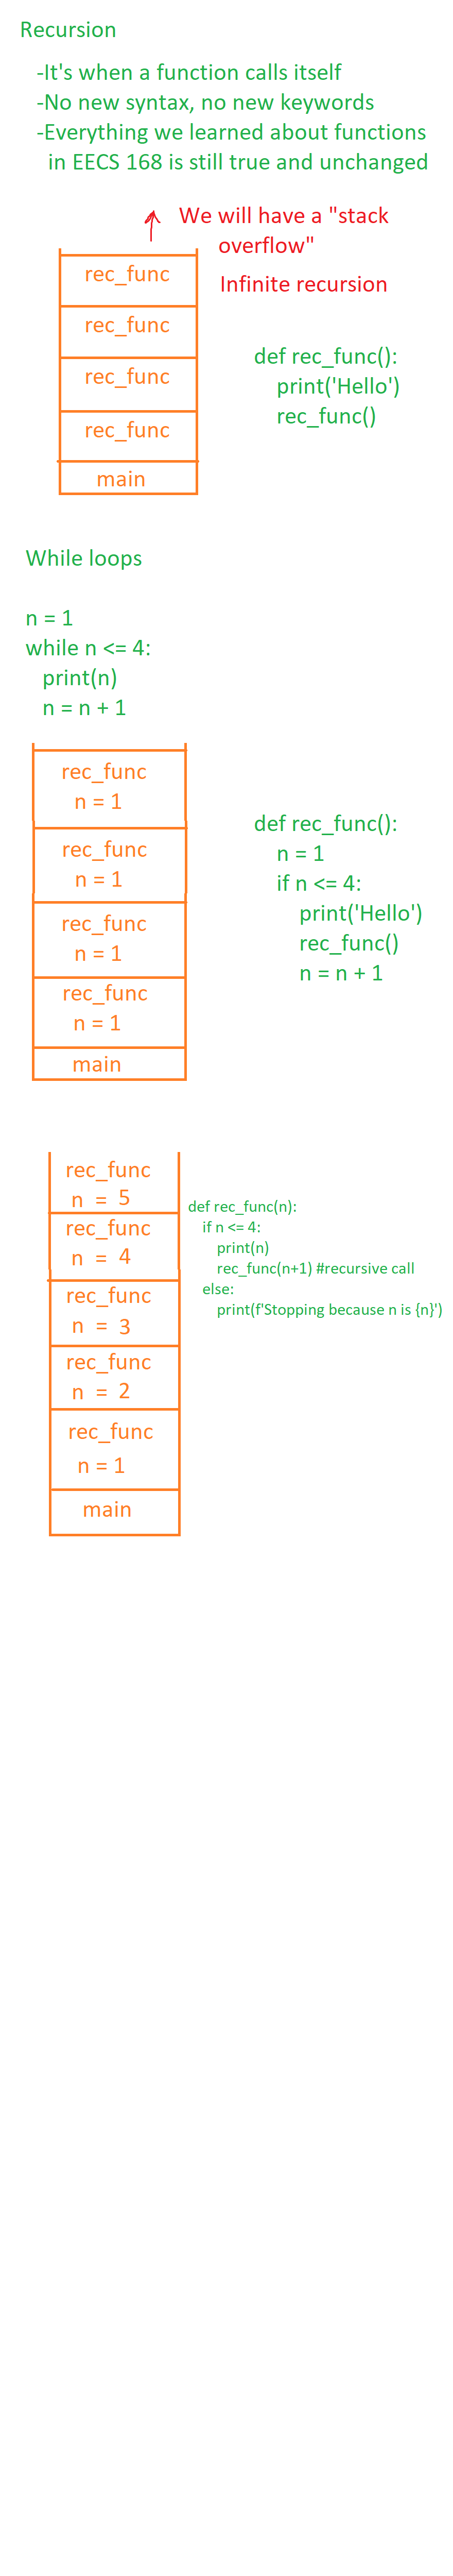 Recursion
-It's when a function calls itself
-No new syntax, no new keywords
-Everything we learned about functions
in EECS 168 is still true and unchanged
We will have a "stack
overflow"
Infinite recursion
rec_func
rec_func
rec_func
rec_func
main
def rec_func():
    print('Hello')
    rec_func()
While loops
n = 1
while n <= 4:
   print(n)
   n = n + 1
rec_func
n = 1
rec_func
n = 1
rec_func
n = 1
rec_func
n = 1
main
def rec_func():
    n = 1
    if n <= 4:
        print('Hello')
        rec_func()
        n = n + 1
rec_func
n = 5
rec_func
n = 4
rec_func
n = 3
rec_func
n = 2
rec_func
n = 1
main
def rec_func(n):
    if n <= 4:
        print(n)
        rec_func(n+1) #recursive call
    else:
        print(f'Stopping because n is {n}')